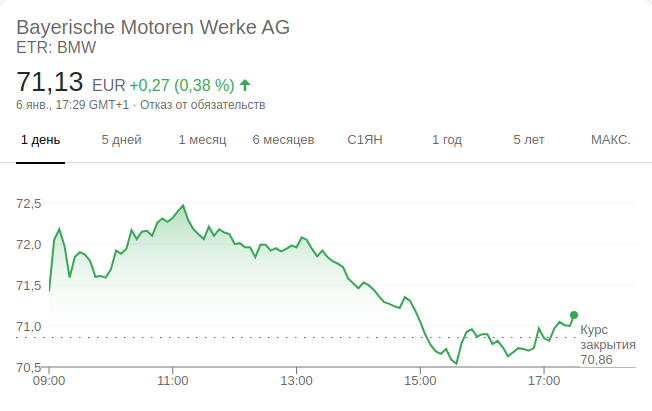 Bayerische Motoren Werke AG
ETR: BMW
71,13 EUR +0,27 (0,38 %)
6 янв., 17:29 GMT+1 · Отказ от обязательств
1 день 5 дней 1 месяц 6 месяцев С1ЯН 1 год 5 лет МАКС.
72,5
72,0
71,5
71,0
Курс
закрытия
70,86
70,5
09:00 11:00 13:00 15:00 17:00